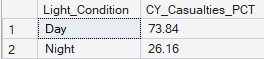 Light_Condition CY_Casualties_PCT
1 Day 73.84
2 Night 26.16